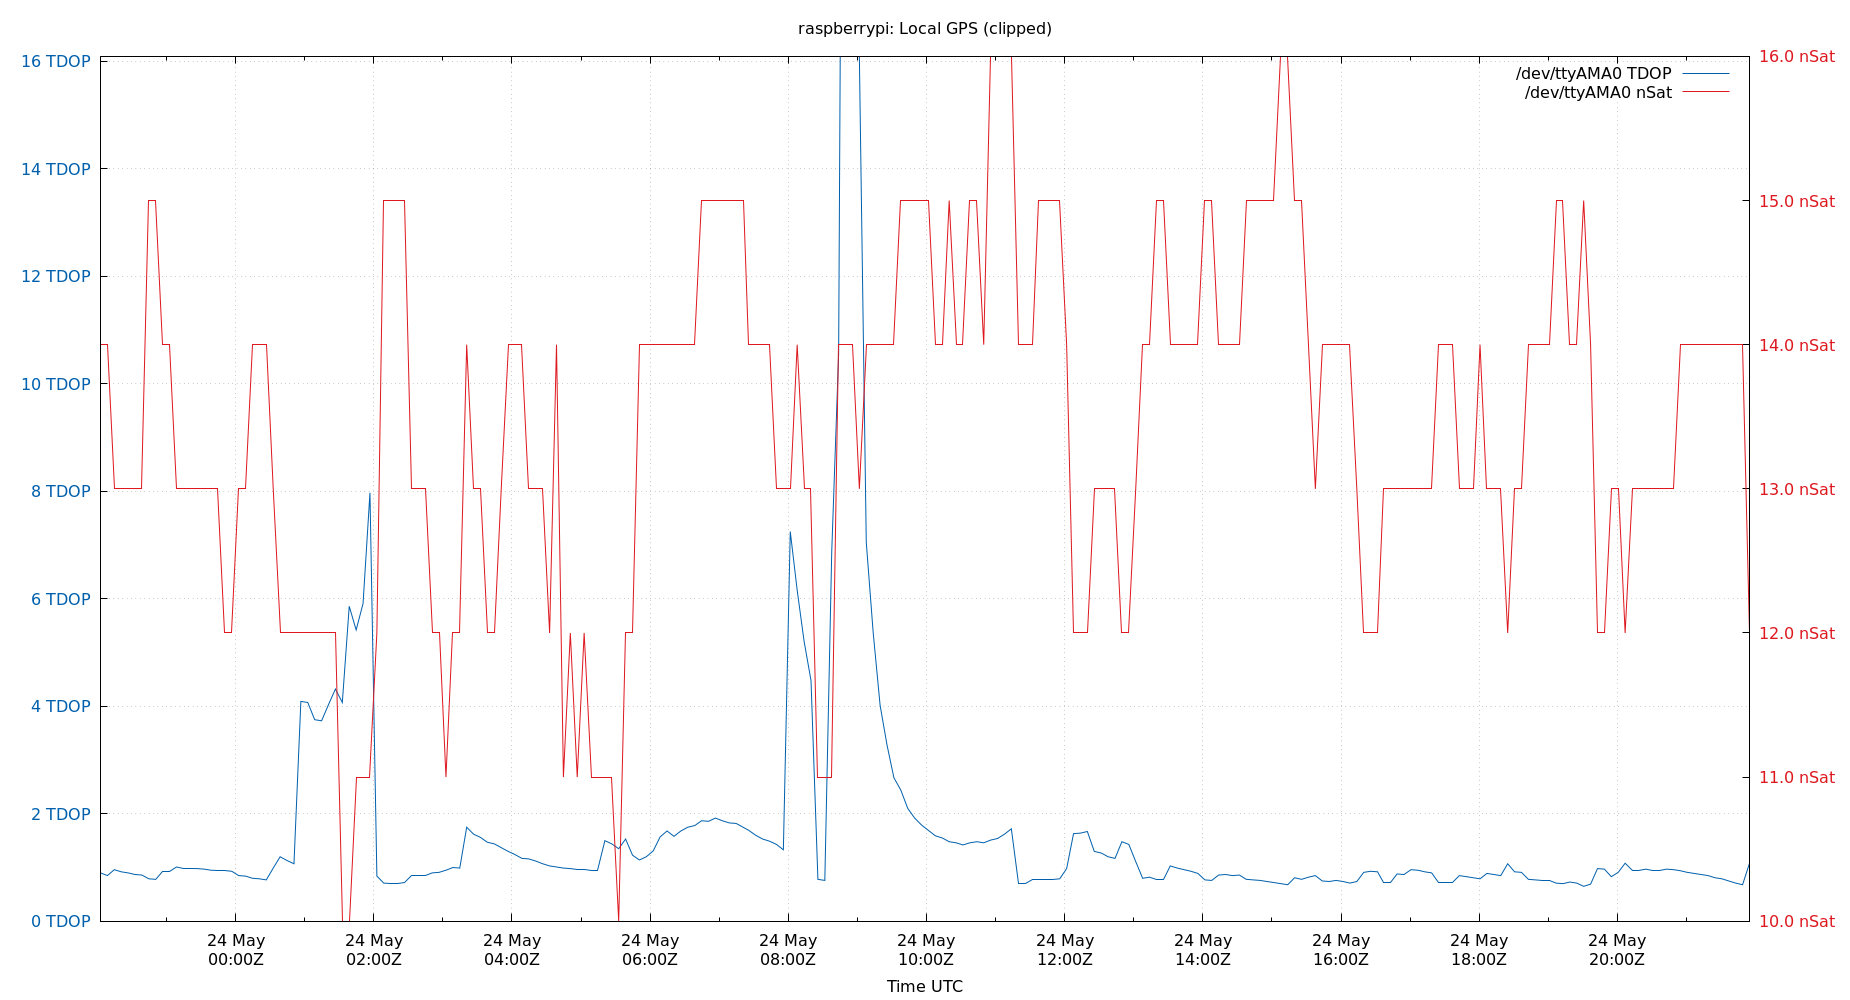 raspberrypi: Local GPS (clipped)
16 TDOP
14 TDOP
12 TDOP
10 TDOP
8 TDOP
6 TDOP
4 TDOP
2 TDOP
0 TDOP
16.0 nSat
15.0 nSat
14.0 nSat
13.0 nSat
12.0 nSat
11.0 nSat
10.0 nSat
/dev/ttyAMA0 TDOP
/dev/ttyAMA0 nSat
24 May
00:00Z
24 May
02:00Z
24 May
04:00Z
24 May
06:00Z
24 May
08:00Z
24 May
10:00Z
24 May
12:00Z
24 May
14:00Z
24 May
16:00Z
24 May
18:00Z
24 May
20:00Z
Time UTC